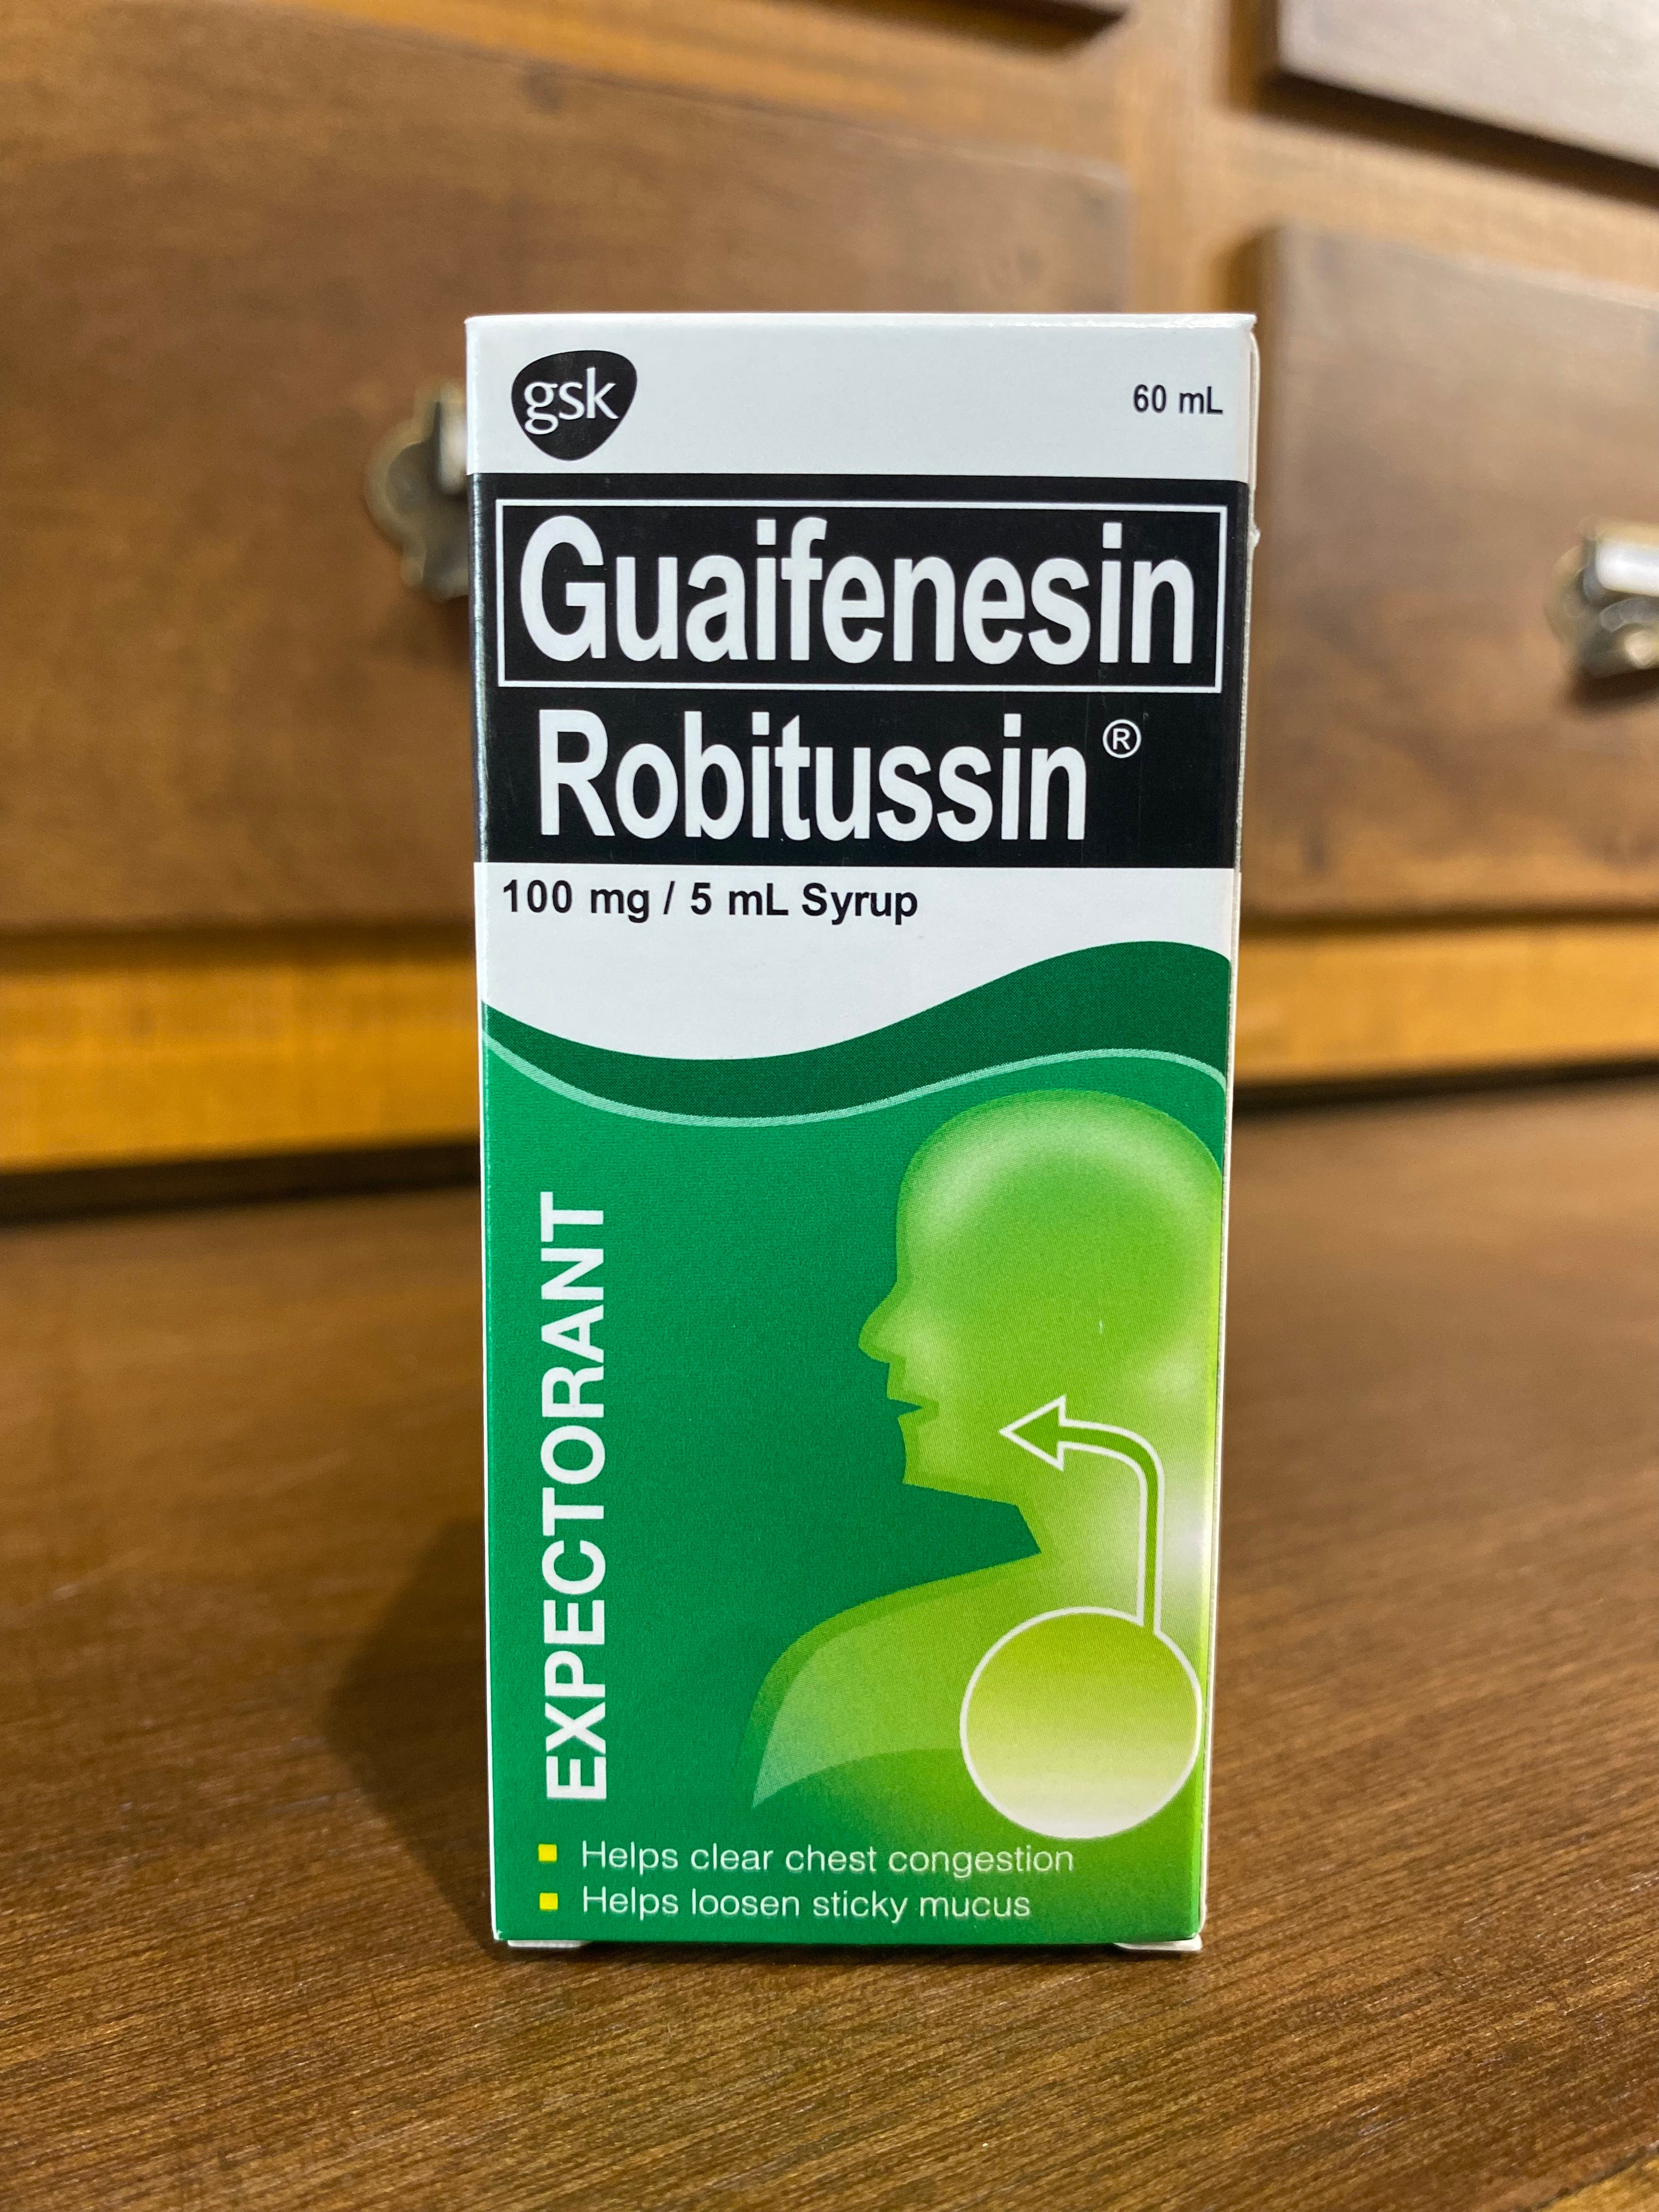 gsk
60 mL
Guaifenesin
Robitussin®
100 mg / 5 mL Syrup
EXPECTORANT
Helps clear chest congestion
Helps loosen sticky mucus